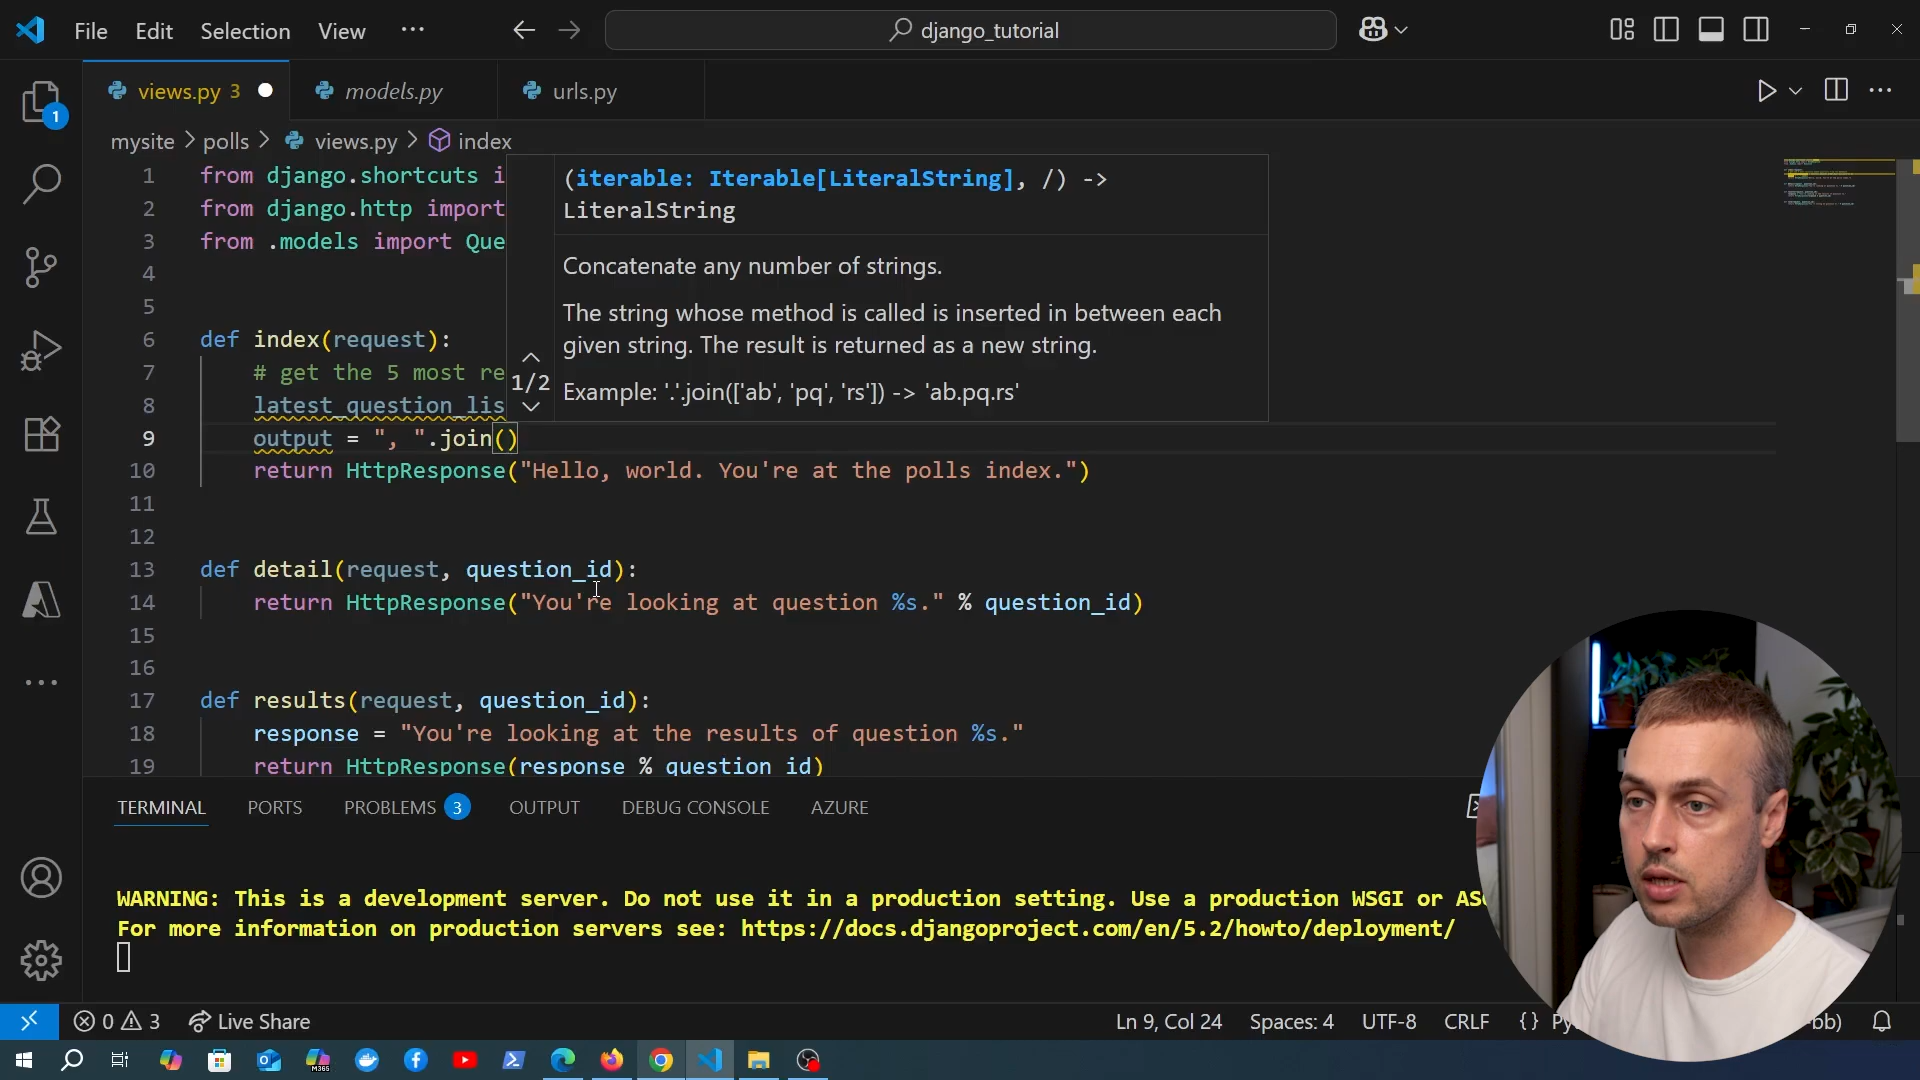 File Edit Selection View ··· django_tutorial
views.py 3 models.py urls.py
mysite > polls > views.py > index
1 from django.shortcuts i
2 from django.http import
3 from .models import Que
4
5
6 def index(request):
7 # get the 5 most re
8 latest_question_lis
9 output = ", ".join()
10 return HttpResponse("Hello, world. You're at the polls index.")
11
12
13 def detail(request, question_id):
14 return HttpResponse("You're looking at question %s." % question_id)
15
16
17 def results(request, question_id):
18 response = "You're looking at the results of question %s."
19 return HttpResponse(response % question_id)
(iterable: Iterable[LiteralString], /) ->
LiteralString
Concatenate any number of strings.
The string whose method is called is inserted in between each
given string. The result is returned as a new string.
1/2
Example: '.'.join(['ab', 'pq', 'rs']) -> 'ab.pq.rs'
1
TERMINAL PORTS PROBLEMS 3 OUTPUT DEBUG CONSOLE AZURE
WARNING: This is a development server. Do not use it in a production setting. Use a production WSGI or
For more information on production servers see: https://docs.djangoproject.com/en/5.2/howto/deployment/
0 3 Live Share Ln 9, Col 24 Spaces: 4 UTF-8 CRLF {}
M365